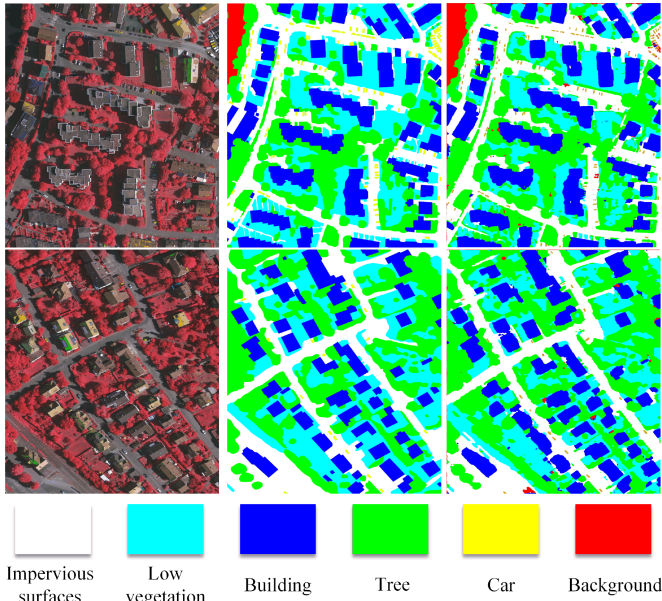 Impervious
surfaces
Low
vegetation
Building
Tree
Car
Background